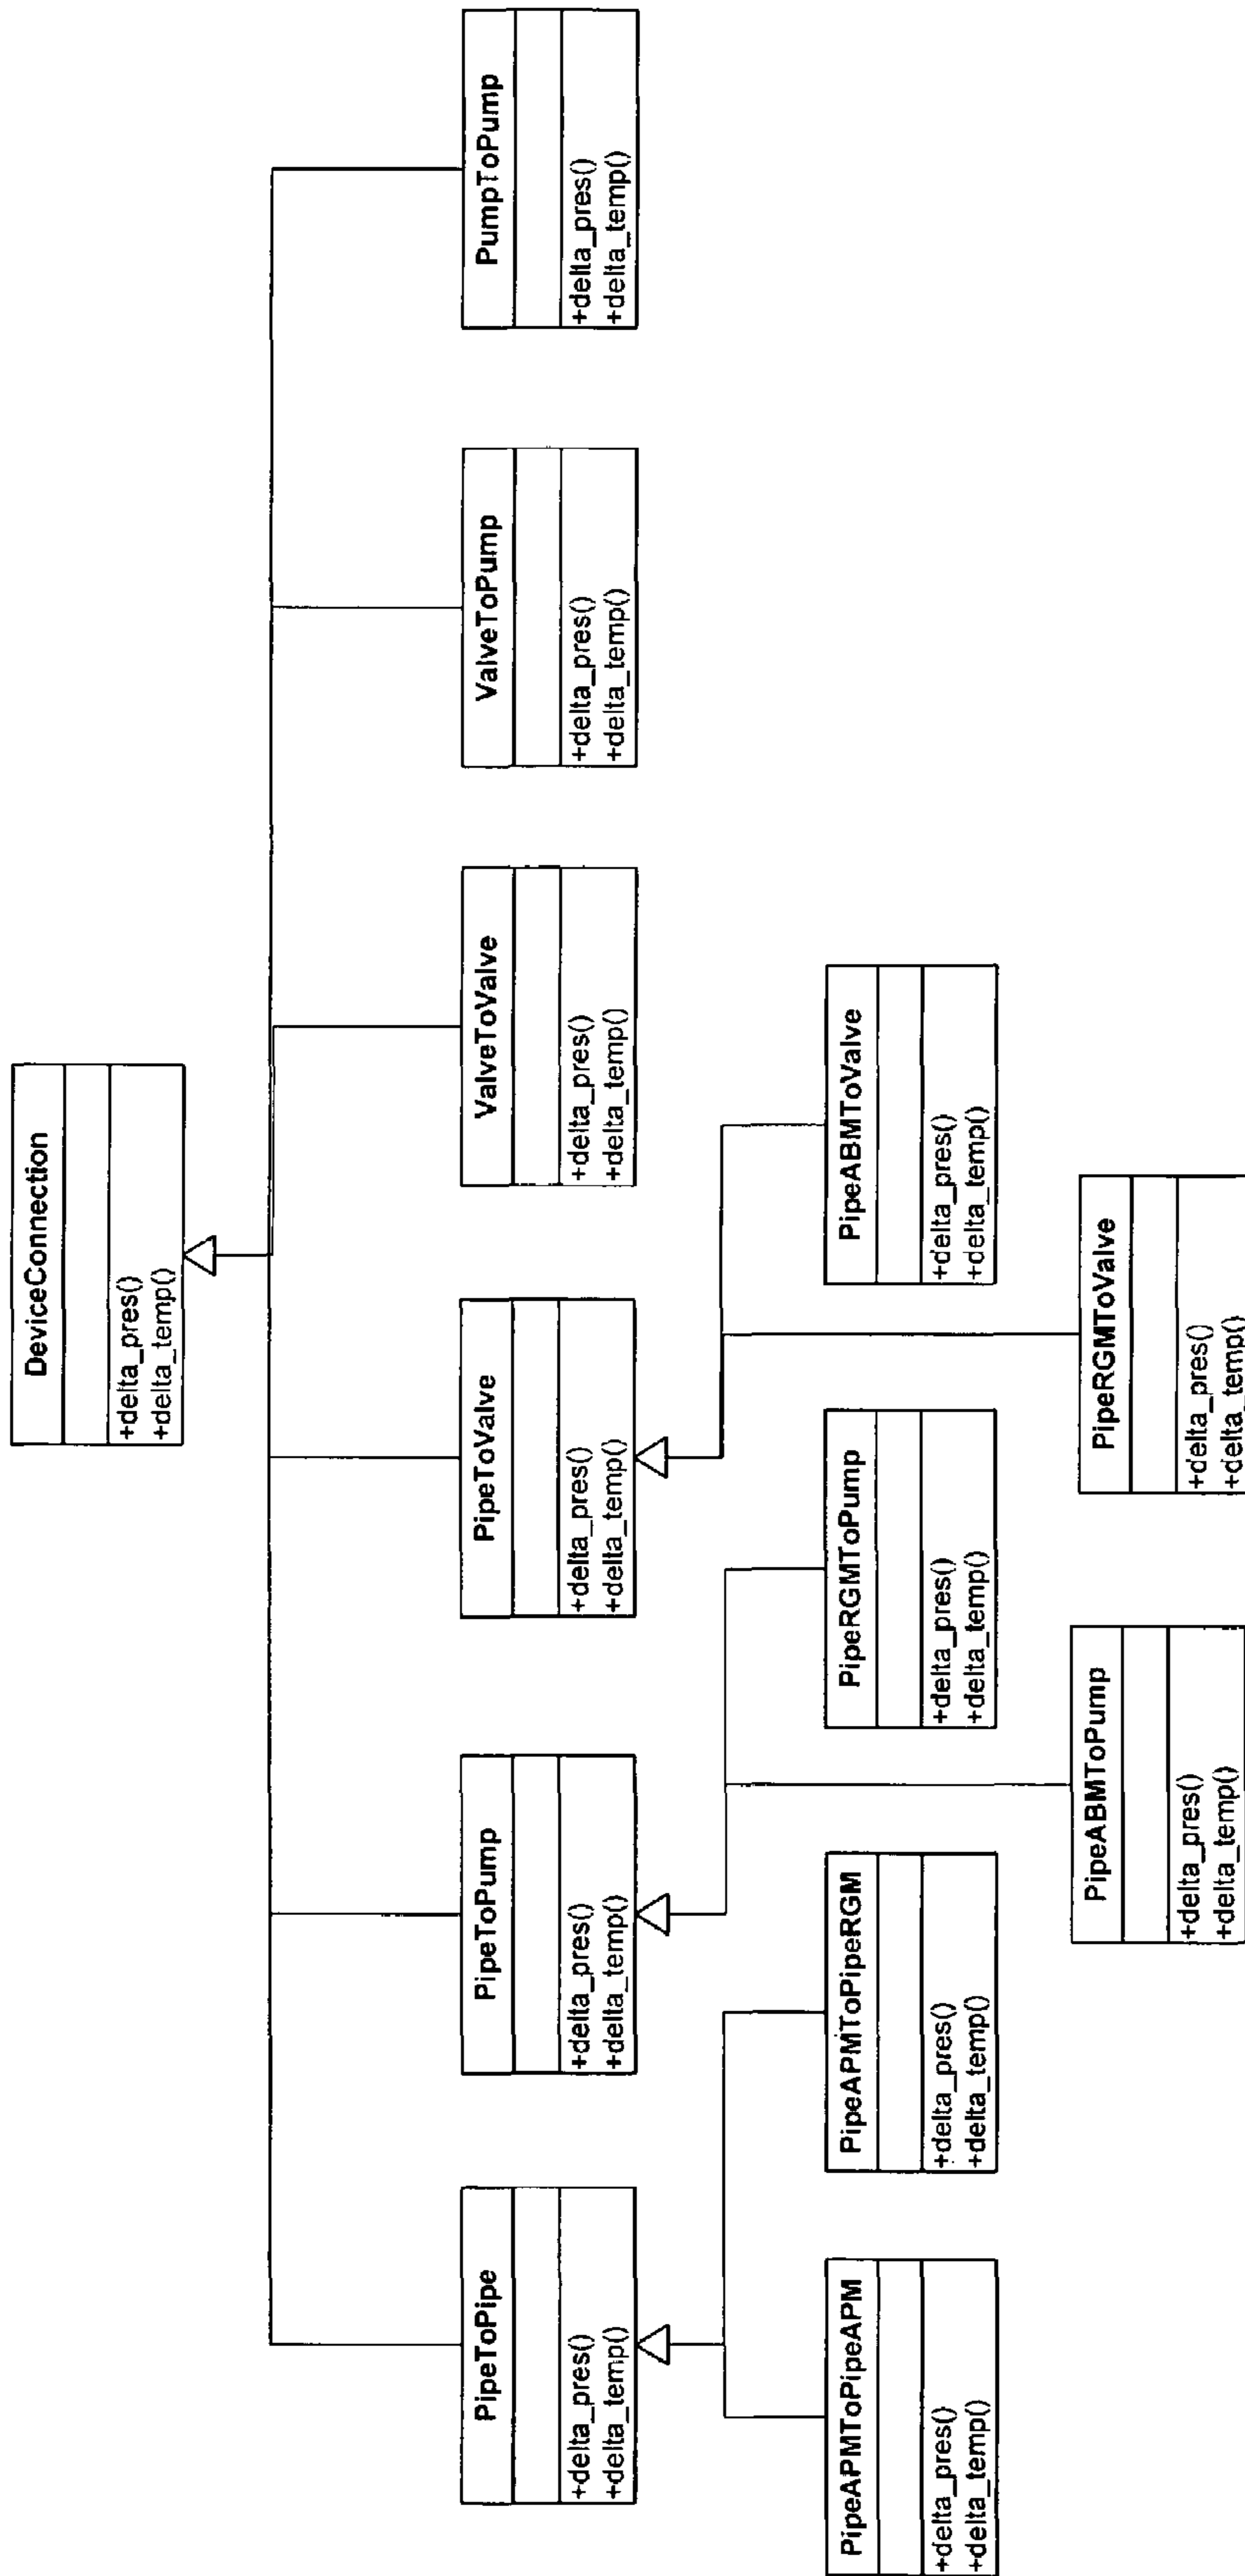 DeviceConnection
+delta_pres()
+delta_temp()
PipeToPipe
+delta_pres()
+delta_temp()
PipeToPump
+delta_pres()
+delta_temp()
PipeToValve
+delta_pres()
+delta_temp()
ValveToValve
+delta_pres()
+delta_temp()
ValveToPump
+delta_pres()
+delta_temp()
PumpToPump
+delta_pres()
+delta_temp()
PipeAPMToPipeAPM
+delta_pres()
+delta_temp()
PipeAPMToPipeRGM
+delta_pres()
+delta_temp()
PipeRGMToPump
+delta_pres()
+delta_temp()
PipeABMToValve
+delta_pres()
+delta_temp()
PipeABMToPump
+delta_pres()
+delta_temp()
PipeRGMToValve
+delta_pres()
+delta_temp()